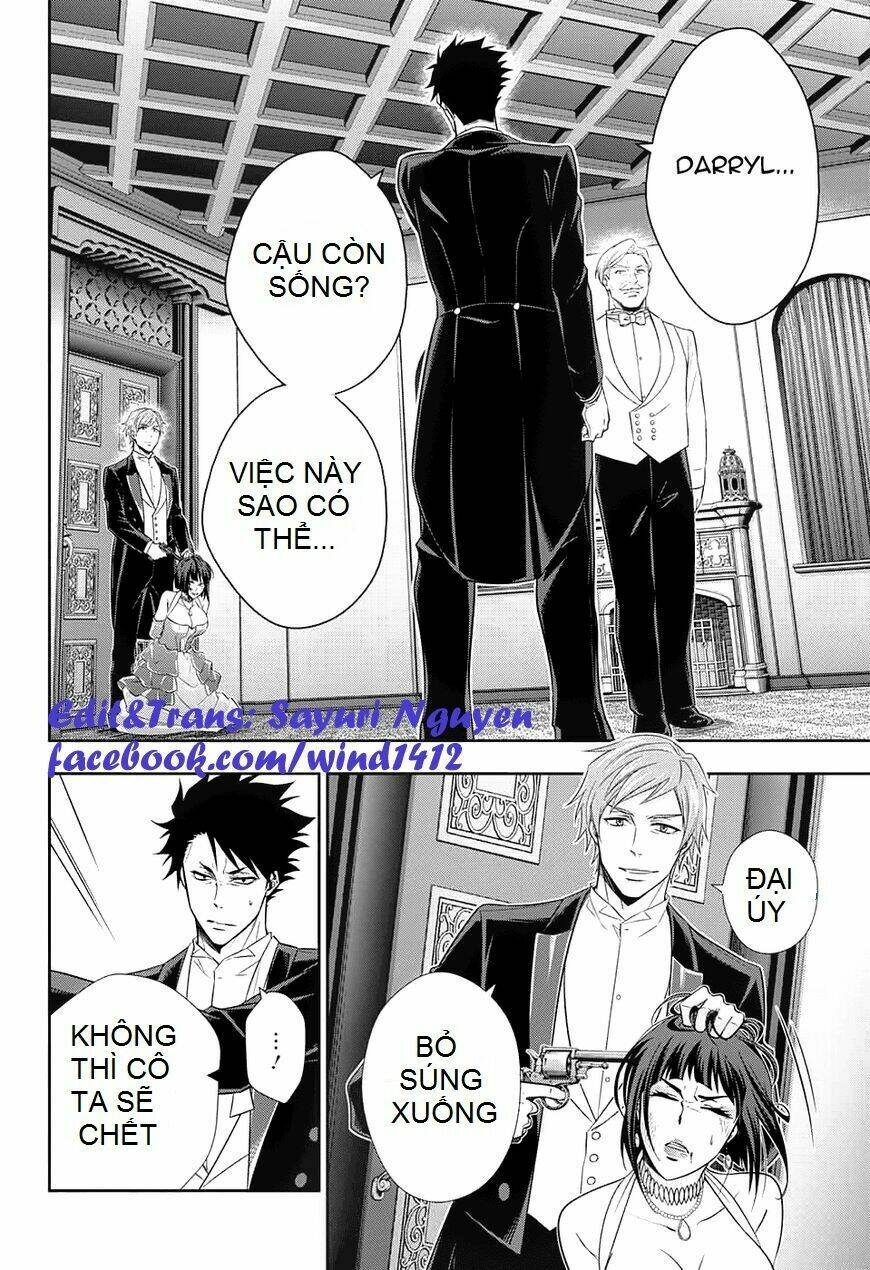 DARRYL...
CẬU CÒN
SỐNG?
VIỆC NÀY
SAO CÓ
THỂ...
Edit&Trans: Sayuri Nguyen
facebook.com/wind1412
ĐẠI
ÚY
BỎ
SÚNG
XUỐNG
...!
KHÔNG
THÌ CÔ
TA SẼ
CHẾT